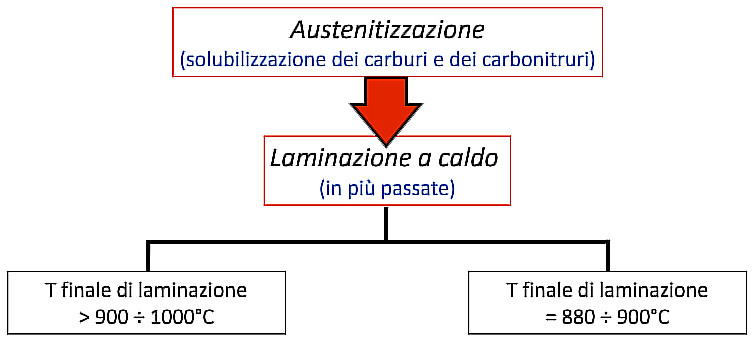 Austenitizzazione
(solubilizzazione dei carburi e dei carbonitruri)
Laminazione a caldo
(in più passate)
T finale di laminazione
> 900 ÷ 1000°C
T finale di laminazione
= 880 ÷ 900°C